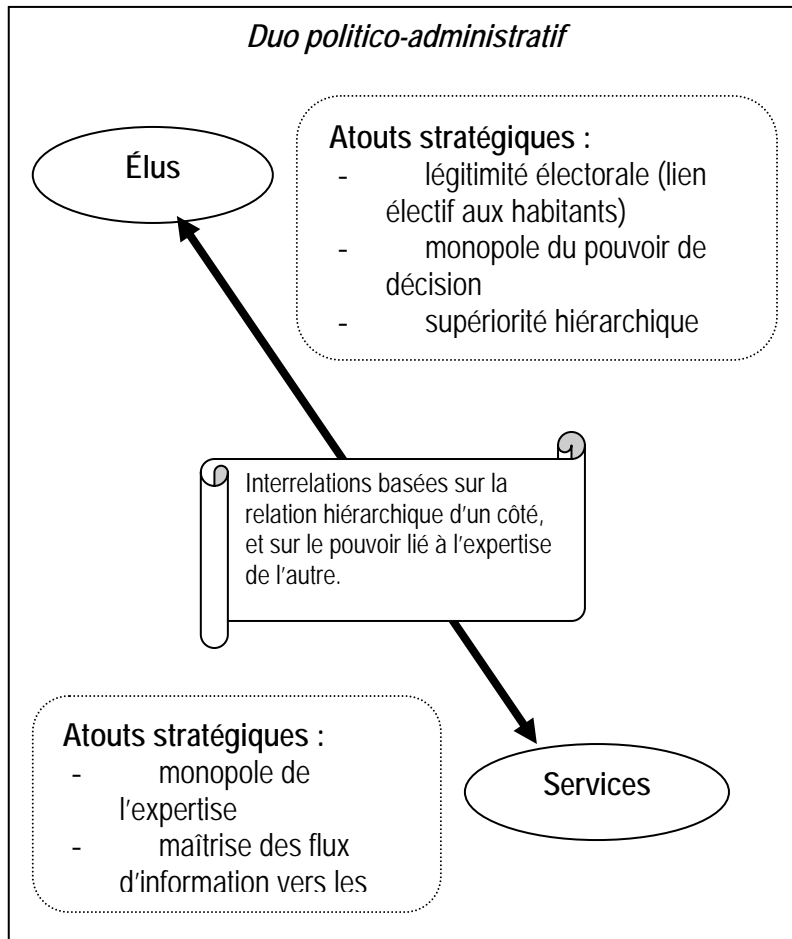 Duo politico-administratif
Élus
Atouts stratégiques :
- légitimité électorale (lien
électif aux habitants)
- monopole du pouvoir de
décision
- supériorité hiérarchique
Interrelations basées sur la
relation hiérarchique d'un côté,
et sur le pouvoir lié à l'expertise
de l'autre.
Atouts stratégiques :
- monopole de
l'expertise
- maîtrise des flux
d'information vers les
Services